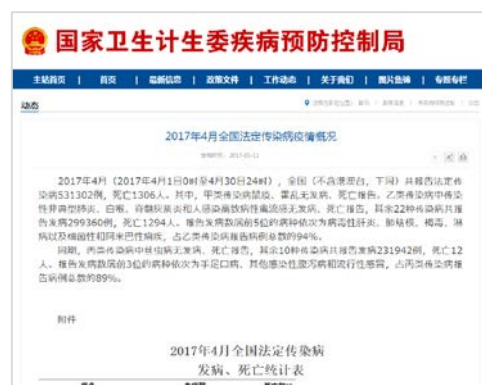 国家卫生计生委疾病预防控制局
主站首页 | 首页 | 最新信息 | 政策文件 | 工作动态 | 关于我们 | 图片集锦 | 专题专栏
动态
2017年4月全国法定传染病疫情概况
发布时间：2017-05-11
2017年4月（2017年4月1日0时至4月30日24时），全国（不含港澳台，下同）共报告法定传
染病531302例，死亡1306人。其中，甲类传染病鼠疫、霍乱无发病、死亡报告。乙类传染病中传染
性非典型肺炎、白喉、脊髓灰质炎和人感染高致病性禽流感无发病、死亡报告，其余22种传染病共报
告发病299360例，死亡1294人。报告发病数居前5位的病种依次为病毒性肝炎、肺结核、梅毒、淋
病以及细菌性和阿米巴性痢疾，占乙类传染病报告病例总数的94%。
同期，丙类传染病中丝虫病无发病、死亡报告，其余10种传染病共报告发病231942例，死亡12
人。报告发病数居前3位的病种依次为手足口病、其他感染性腹泻病和流行性感冒，占丙类传染病报
告病例总数的89%。
附件
2017年4月全国法定传染病
发病、死亡统计表